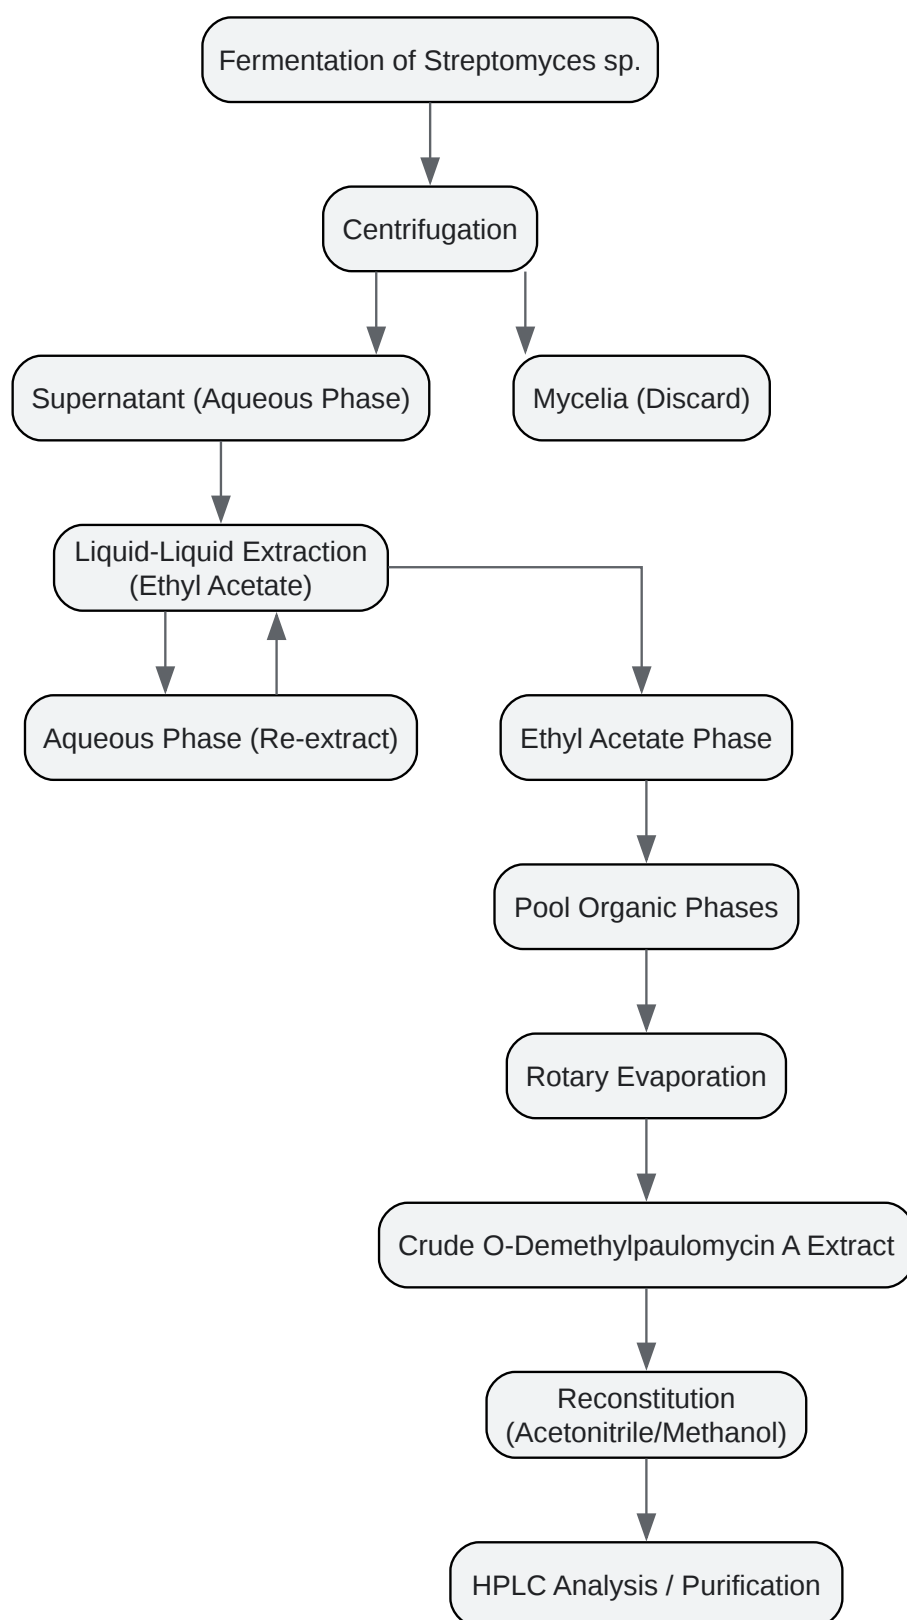 Fermentation of Streptomyces sp.
Centrifugation
Supernatant (Aqueous Phase)
Mycelia (Discard)
Liquid-Liquid Extraction
(Ethyl Acetate)
Aqueous Phase (Re-extract)
Ethyl Acetate Phase
Pool Organic Phases
Rotary Evaporation
Crude O-Demethylpaulomycin A Extract
Reconstitution
(Acetonitrile/Methanol)
HPLC Analysis / Purification